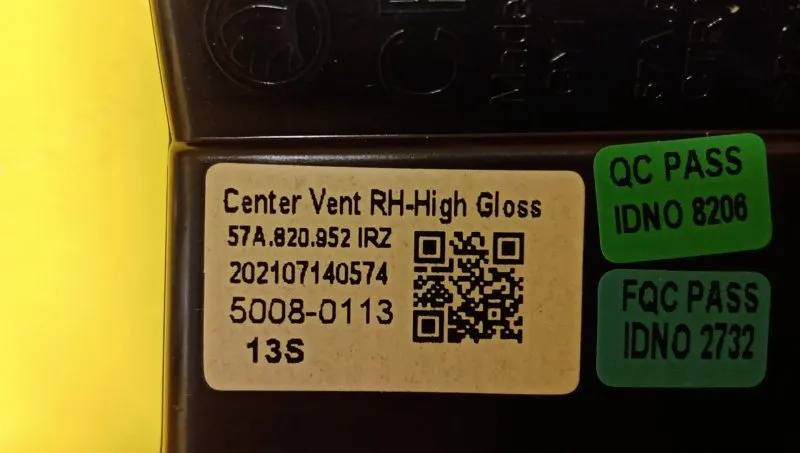 Center Vent RH-High Gloss
57A.820.952 IRZ
202107140574
5008-0113
13S
QC PASS
IDNO 8206
FQC PASS
IDNO 2732